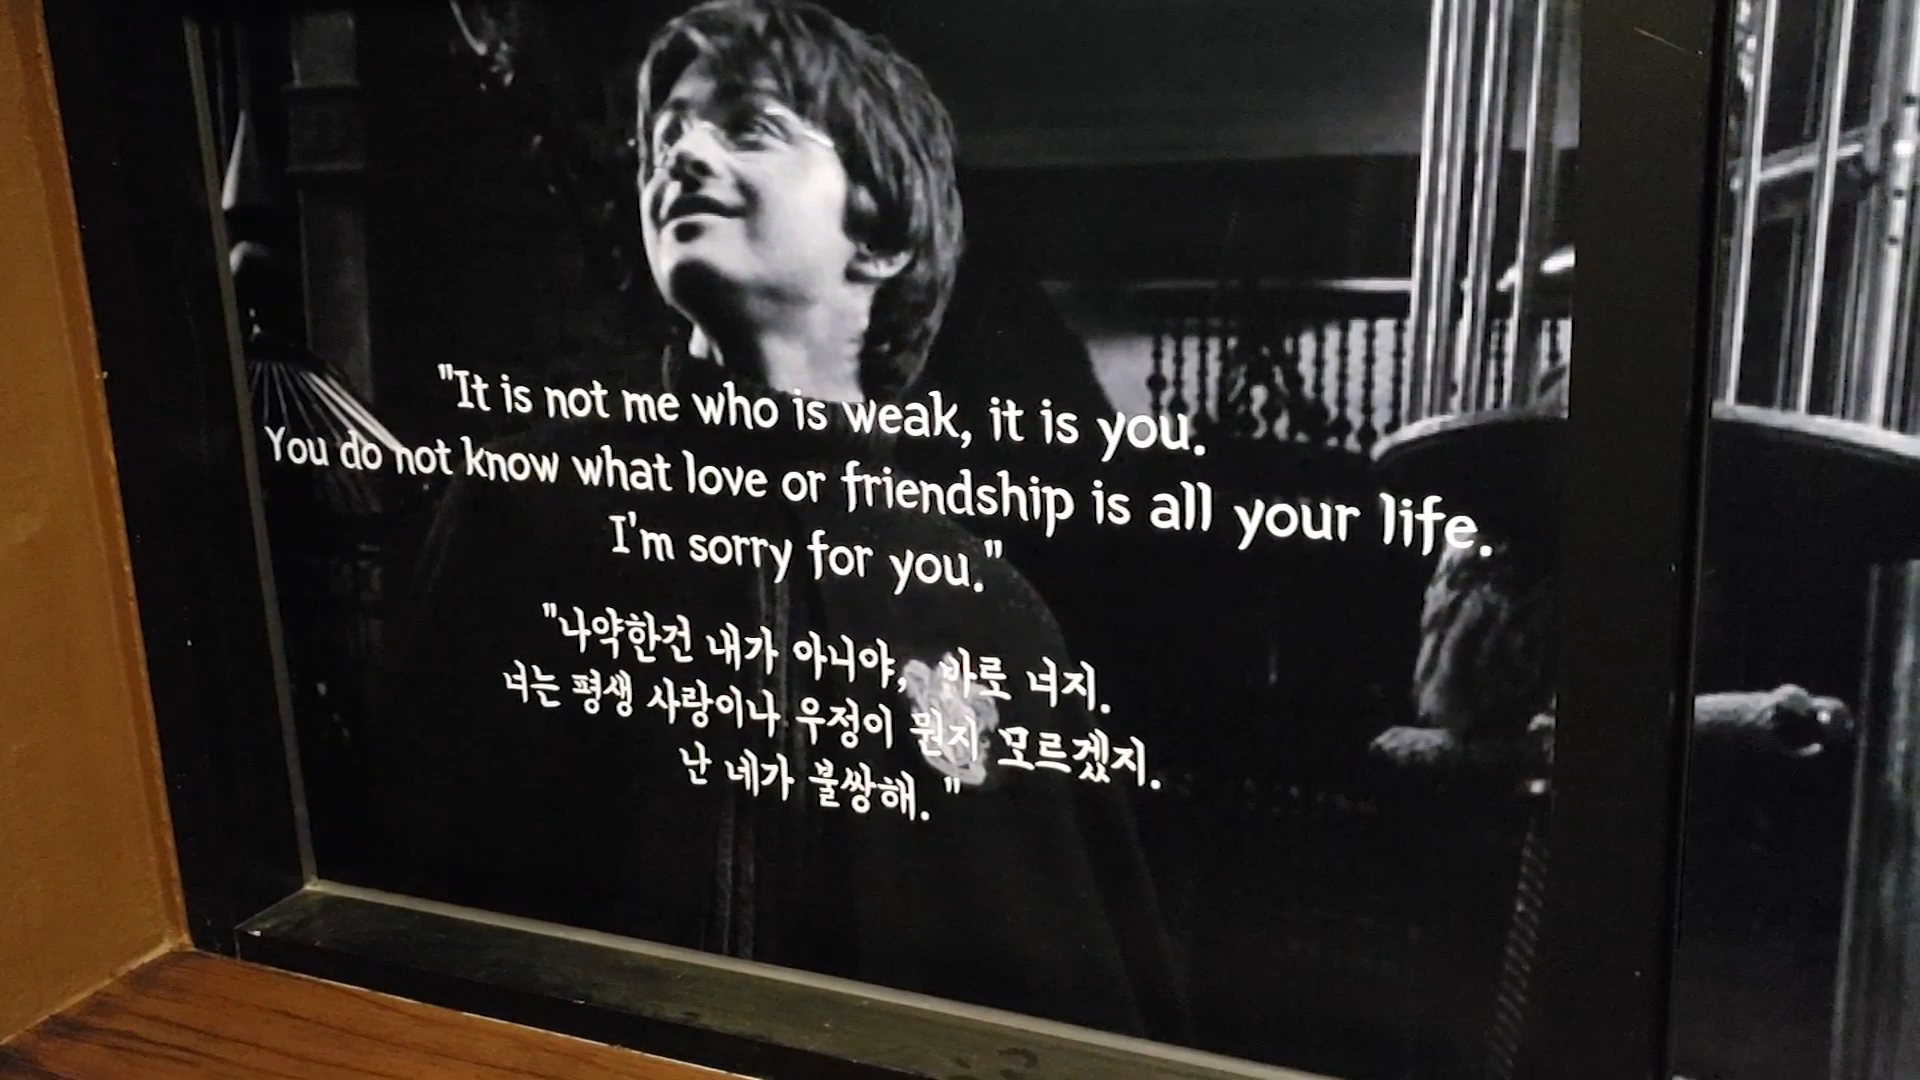 "It is not me who is weak, it is you.
You do not know what love or friendship is all your life.
I'm sorry for you."
"나약한건 내가 아니야, 바로 너지.
너는 평생 사랑이나 우정이 뭔지 모르겠지.
난 네가 불쌍해. "